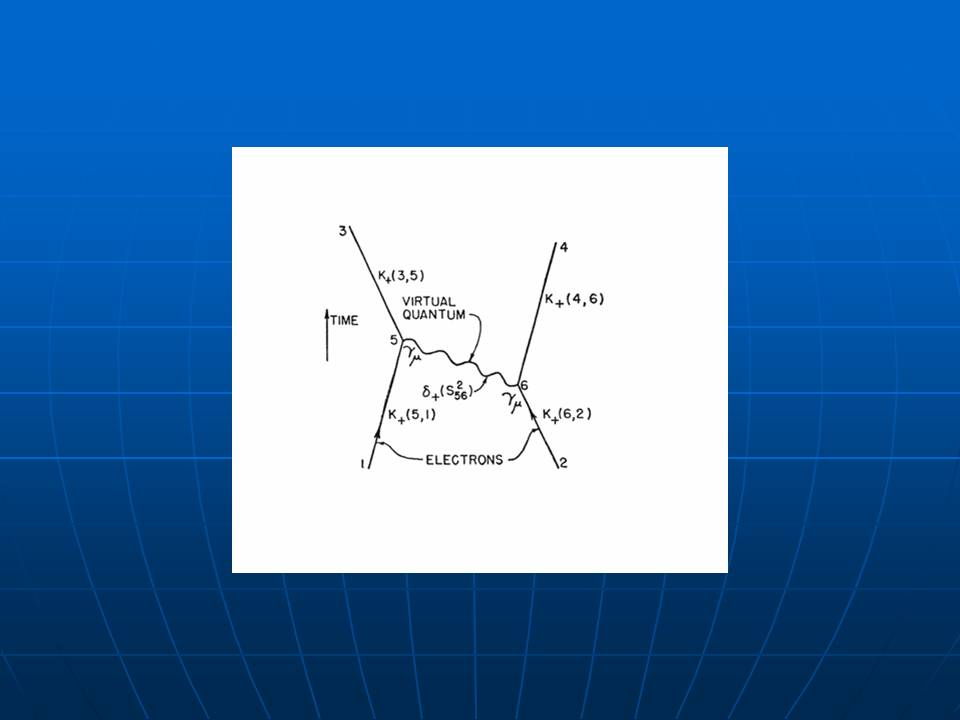 3
4
K₊(3,5)
VIRTUAL
QUANTUM
K₊(4,6)
TIME
5
γμ
δ₊(S²₅₆)
6
γμ
K₊(5,1)
K₊(6,2)
ELECTRONS
1
2